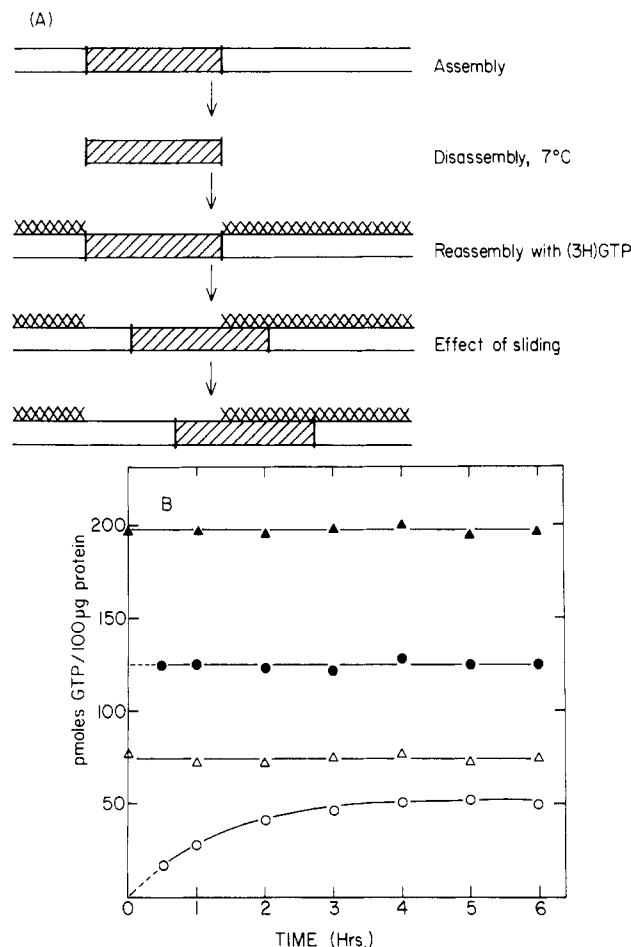 (A)
Assembly
Disassembly, 7°C
Reassembly with (3H)GTP
Effect of sliding
B
pmoles GTP/100µg protein
200
150
100
50
0
0 1 2 3 4 5 6
TIME (Hrs.)